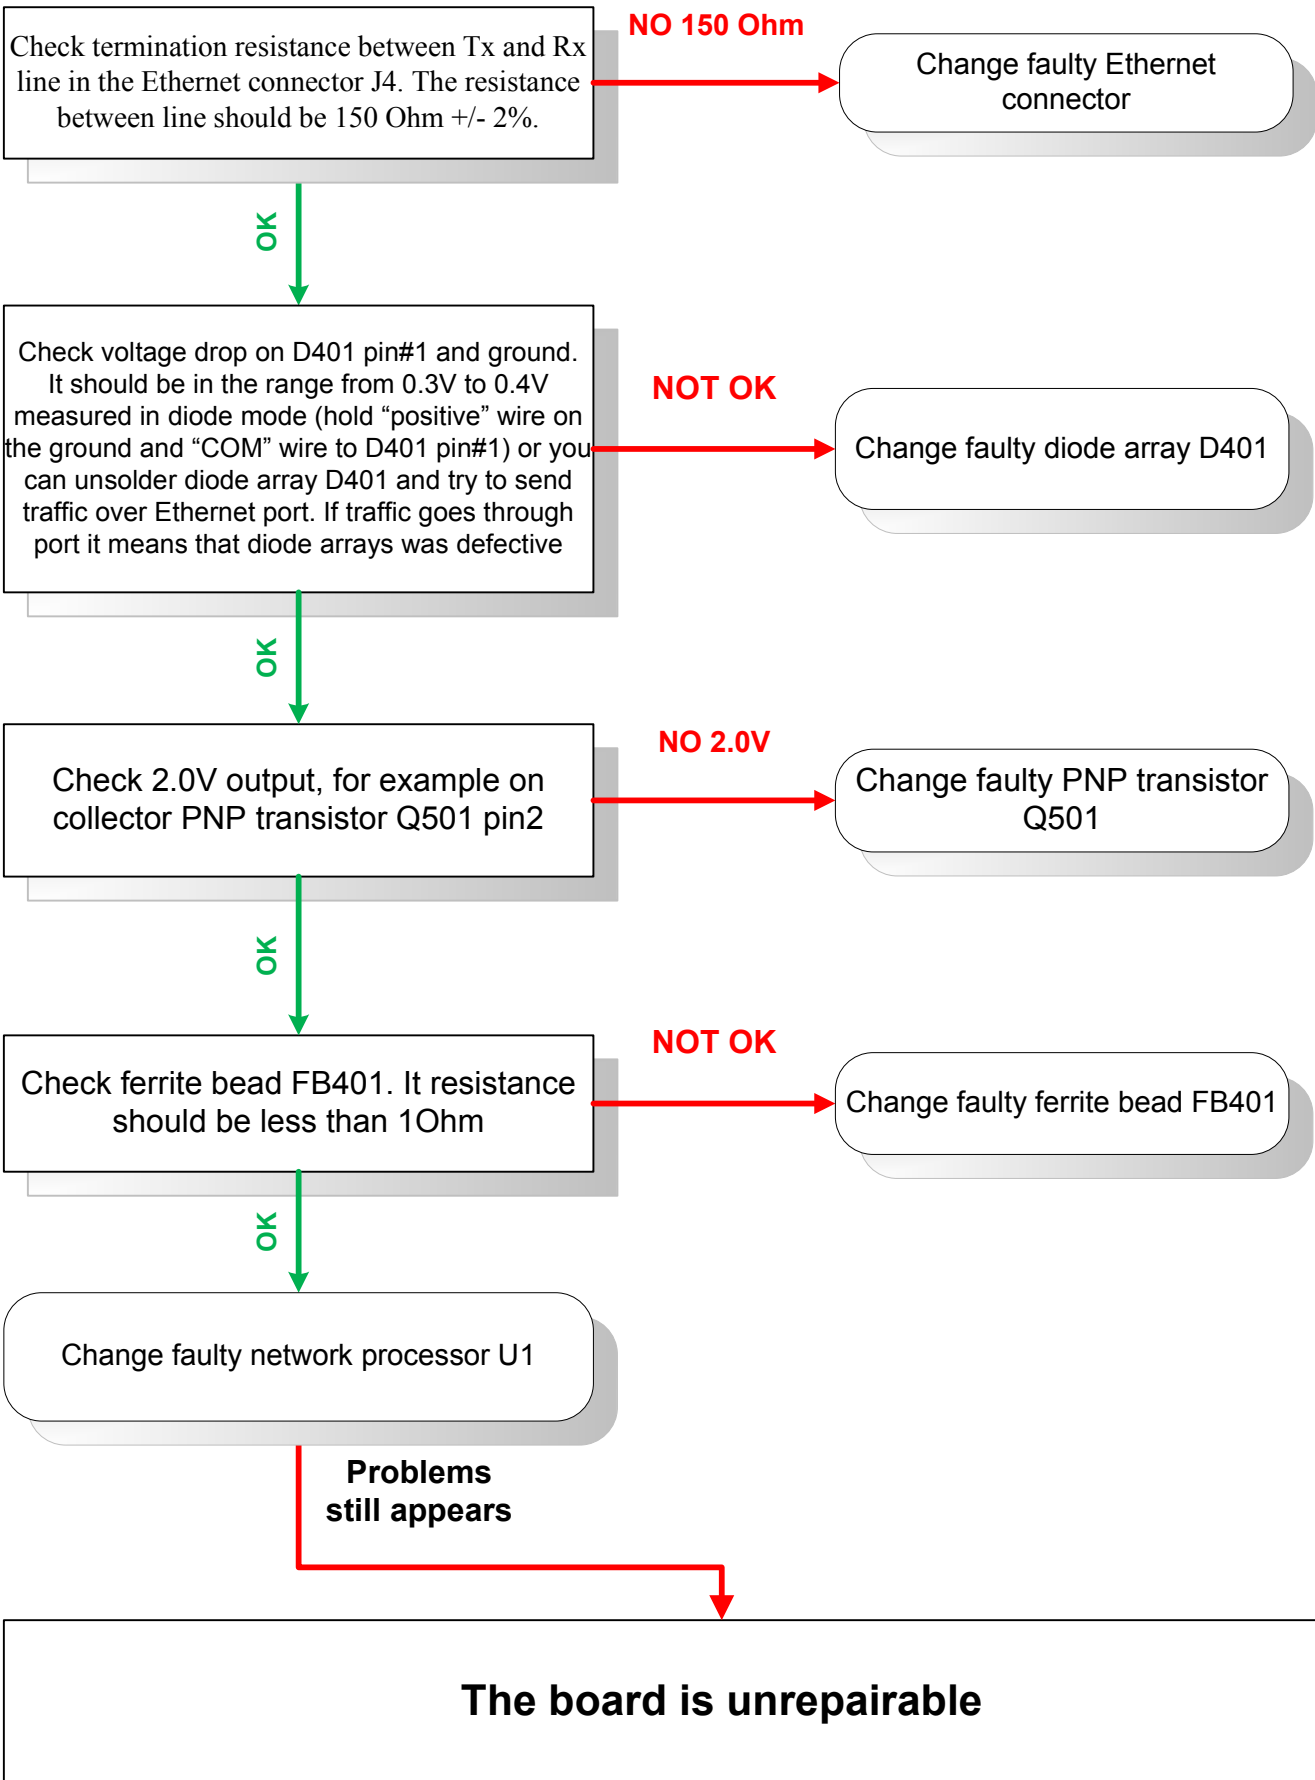 NO 150 Ohm
Check termination resistance between Tx and Rx
line in the Ethernet connector J4. The resistance
between line should be 150 Ohm +/- 2%.
Change faulty Ethernet
connector
OK
Check voltage drop on D401 pin#1 and ground.
It should be in the range from 0.3V to 0.4V
measured in diode mode (hold “positive” wire on
the ground and “COM” wire to D401 pin#1) or you
can unsolder diode array D401 and try to send
traffic over Ethernet port. If traffic goes through
port it means that diode arrays was defective
NOT OK
Change faulty diode array D401
OK
Check 2.0V output, for example on
collector PNP transistor Q501 pin2
NO 2.0V
Change faulty PNP transistor
Q501
OK
Check ferrite bead FB401. It resistance
should be less than 1Ohm
NOT OK
Change faulty ferrite bead FB401
OK
Change faulty network processor U1
Problems
still appears
The board is unrepairable